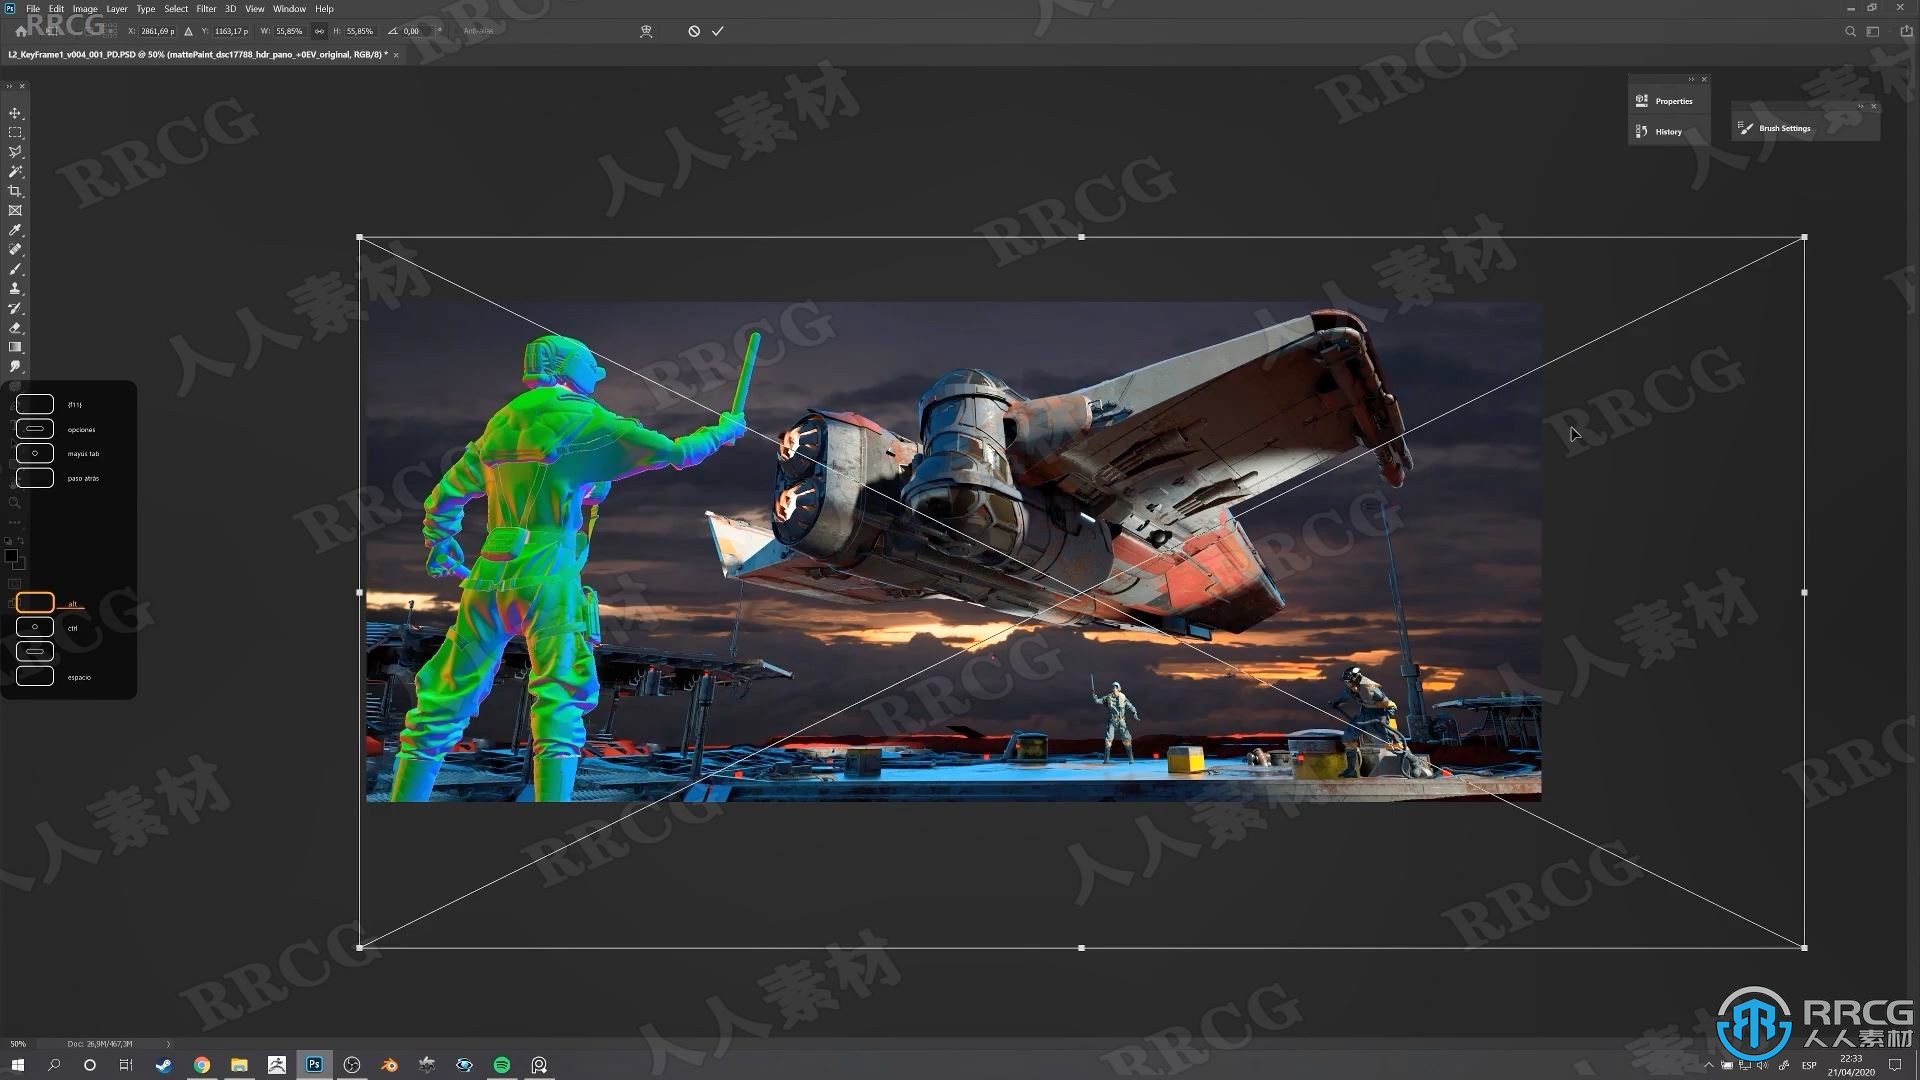 File Edit Image Layer Type Select Filter 3D View Window Help
RRCG
X: 2861,69 p Y: 1163,17 p W: 55,85% H: 55,85% 0,00 ° Anti-alias
L2_KeyFrame1_v004_001_PD.PSD @ 50% (mattePaint_dsc17788_hdr_pano_+0EV_original, RGB/8) *
Properties
History
Brush Settings
{f11}
opciones
mayús tab
paso atrás
alt
ctrl
espacio
RRCG
人人素材
50% Doc: 26,9M/467,3M
Ps
ESP
22:33
21/04/2020